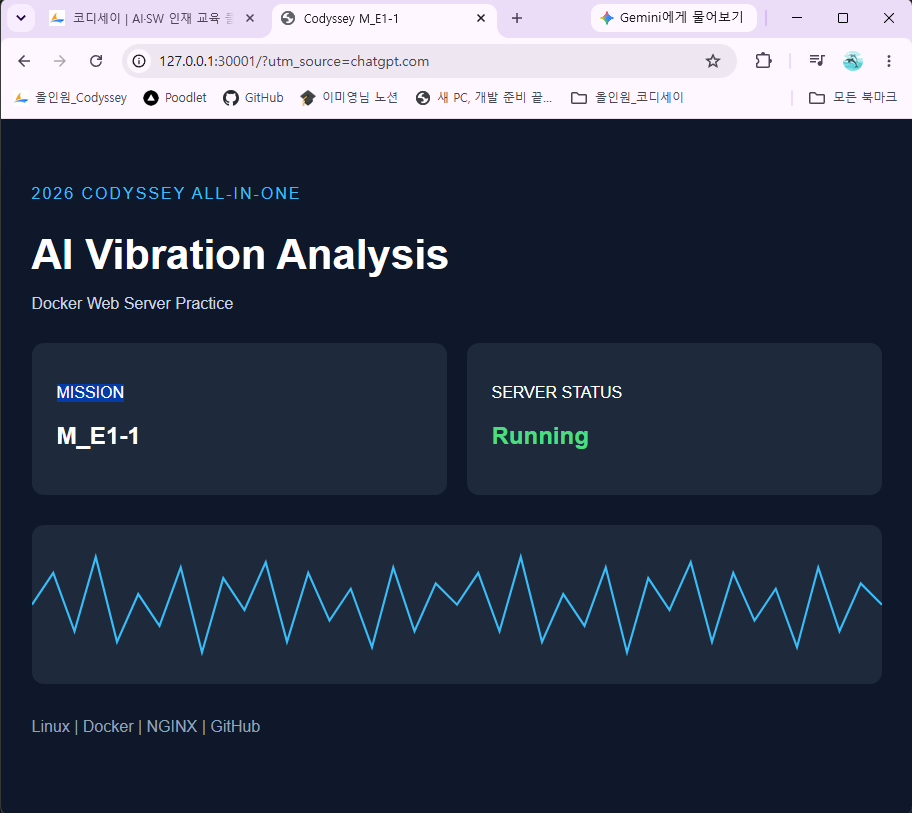 코디세이 | AI·SW 인재 교육 플
Codyssey M_E1-1
Gemini에게 물어보기
127.0.0.1:30001/?utm_source=chatgpt.com
올인원_Codyssey
Poodlet
GitHub
이미영님 노션
새 PC, 개발 준비 끝...
올인원_코디세이
모든 북마크
2026 CODYSSEY ALL-IN-ONE
AI Vibration Analysis
Docker Web Server Practice
MISSION
M_E1-1
SERVER STATUS
Running
Linux | Docker | NGINX | GitHub